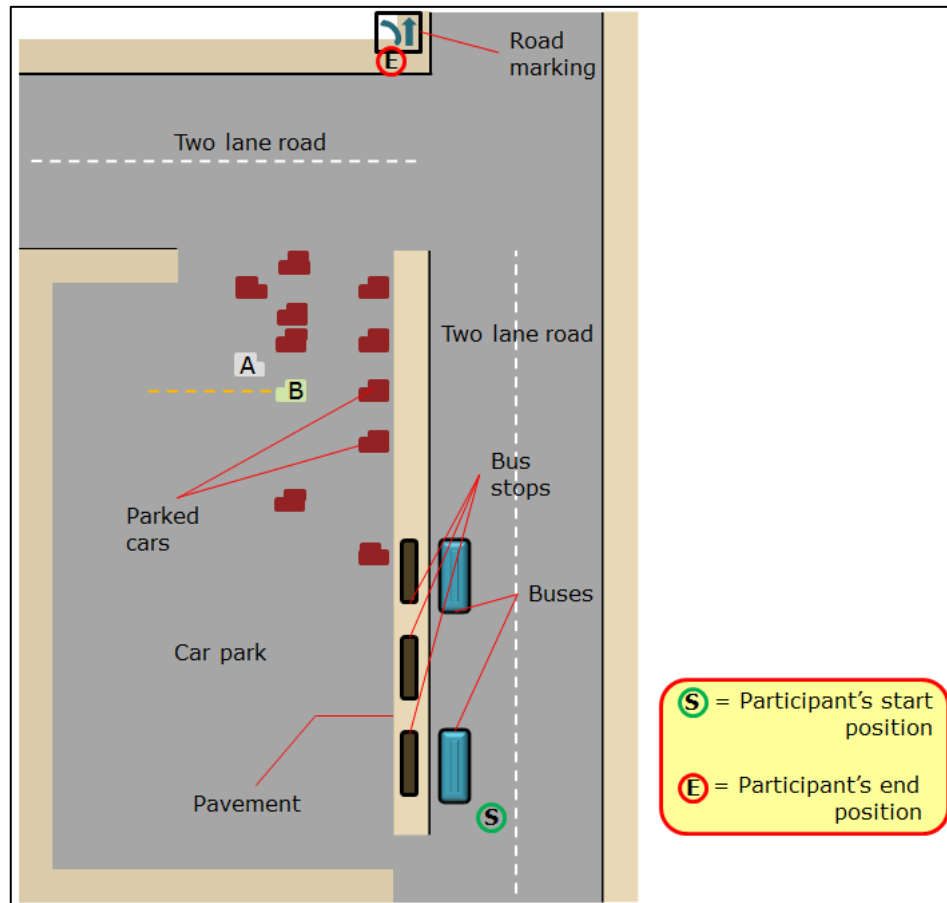 Road
marking
E
Two lane road
Two lane road
A
B
Bus
stops
Parked
cars
Buses
Car park
S = Participant's start
position
Pavement
E = Participant's end
position
S